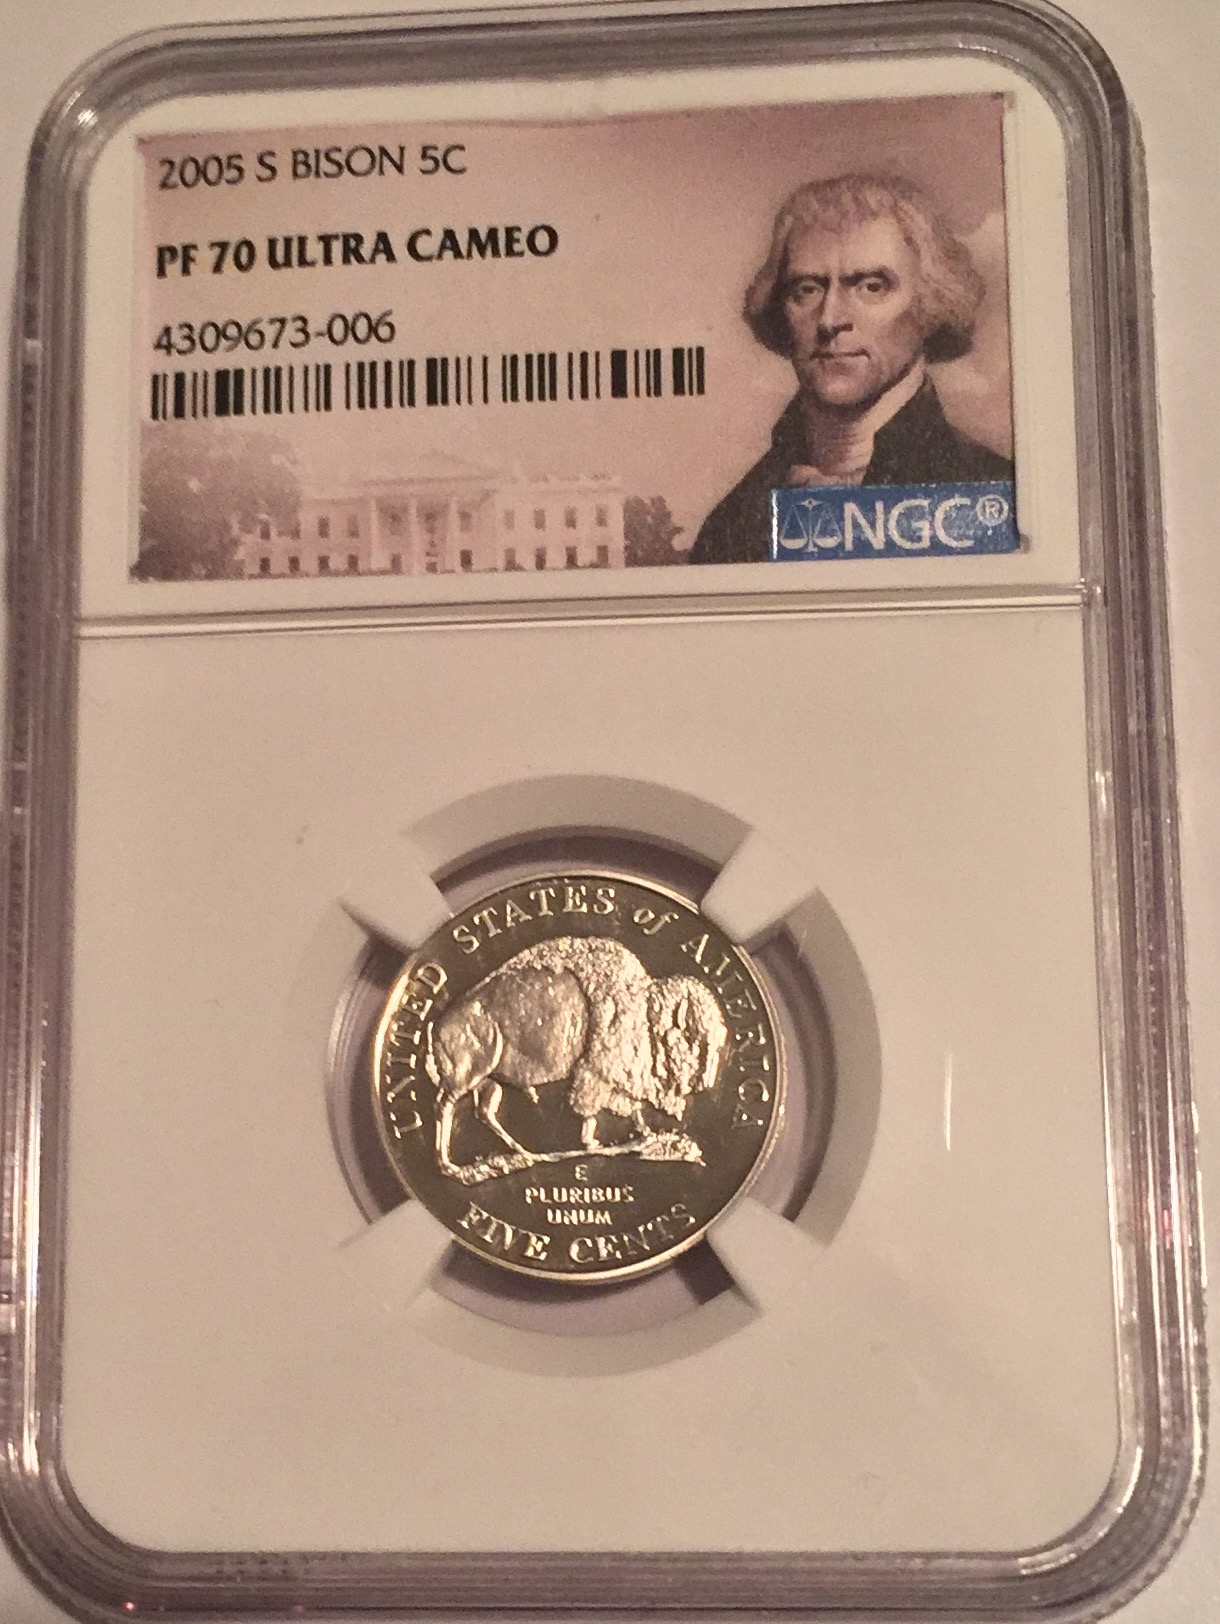 2005 S BISON 5C
PF 70 ULTRA CAMEO
4309673-006
NGC®
UNITED STATES of AMERICA
E
PLURIBUS
UNUM
FIVE CENTS